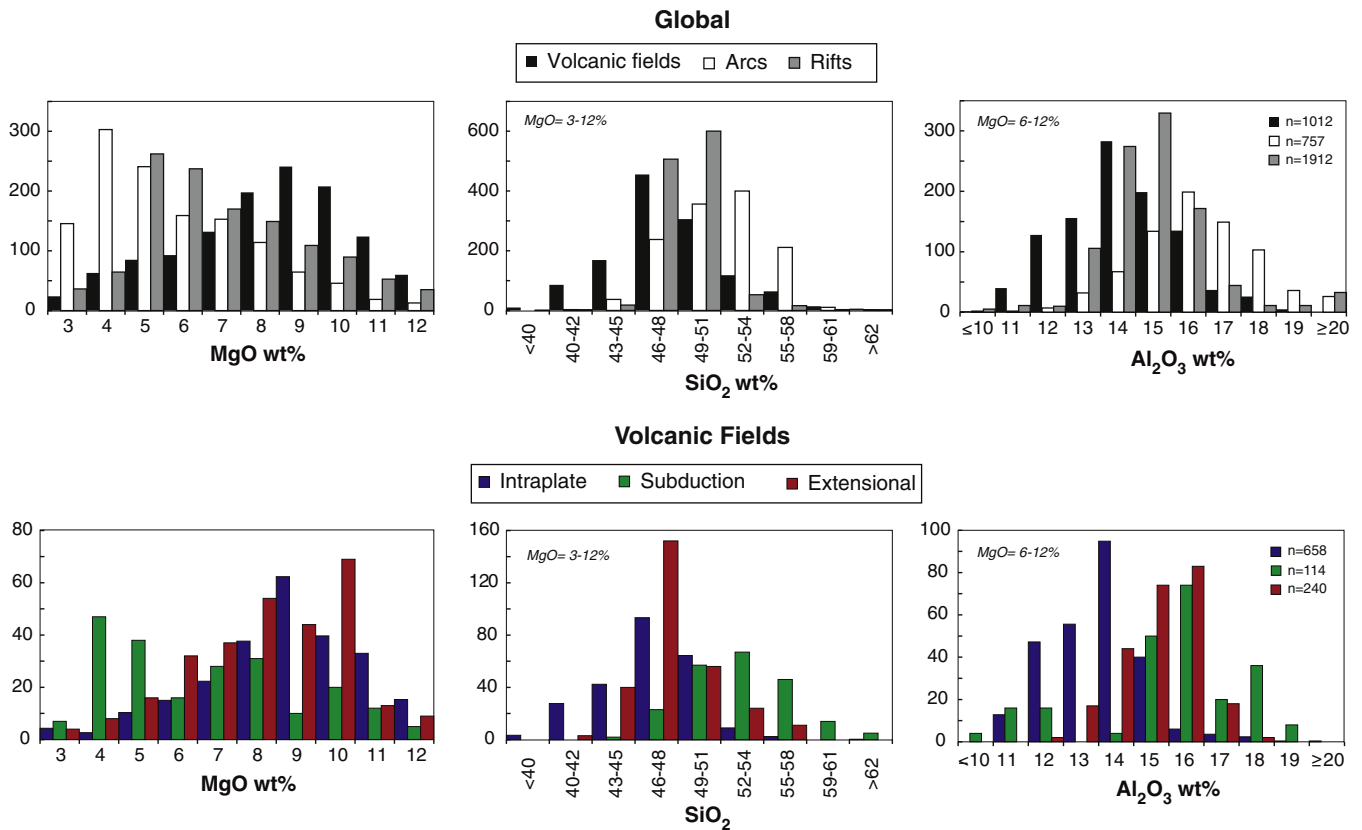 Global
Volcanic fields Arcs Rifts
300
200
100
0
3 4 5 6 7 8 9 10 11 12
MgO wt%
MgO= 3-12%
600
400
200
0
<40 40-42 43-45 46-48 49-51 52-54 55-58 59-61 >62
SiO₂ wt%
MgO= 6-12%
n=1012
n=757
n=1912
300
200
100
0
≤10 11 12 13 14 15 16 17 18 19 ≥20
Al₂O₃ wt%
Volcanic Fields
Intraplate Subduction Extensional
80
60
40
20
0
3 4 5 6 7 8 9 10 11 12
MgO wt%
160
MgO= 3-12%
120
80
40
0
<40 40-42 43-45 46-48 49-51 52-54 55-58 59-61 >62
SiO₂
100
MgO= 6-12%
n=658
n=114
n=240
80
60
40
20
0
≤10 11 12 13 14 15 16 17 18 19 ≥20
Al₂O₃ wt%